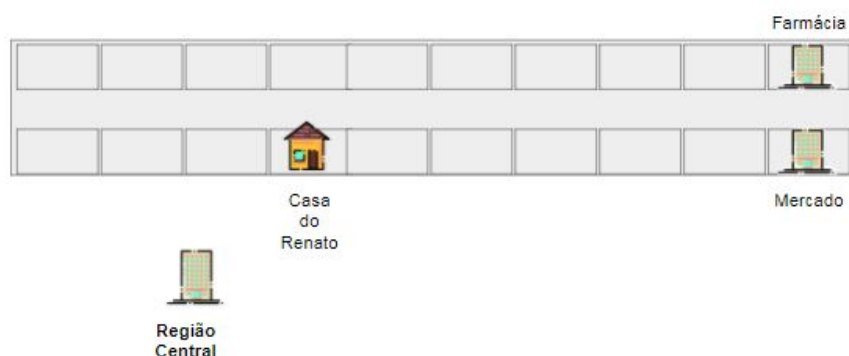 Farmácia
Casa
do
Renato
Mercado
Região
Central